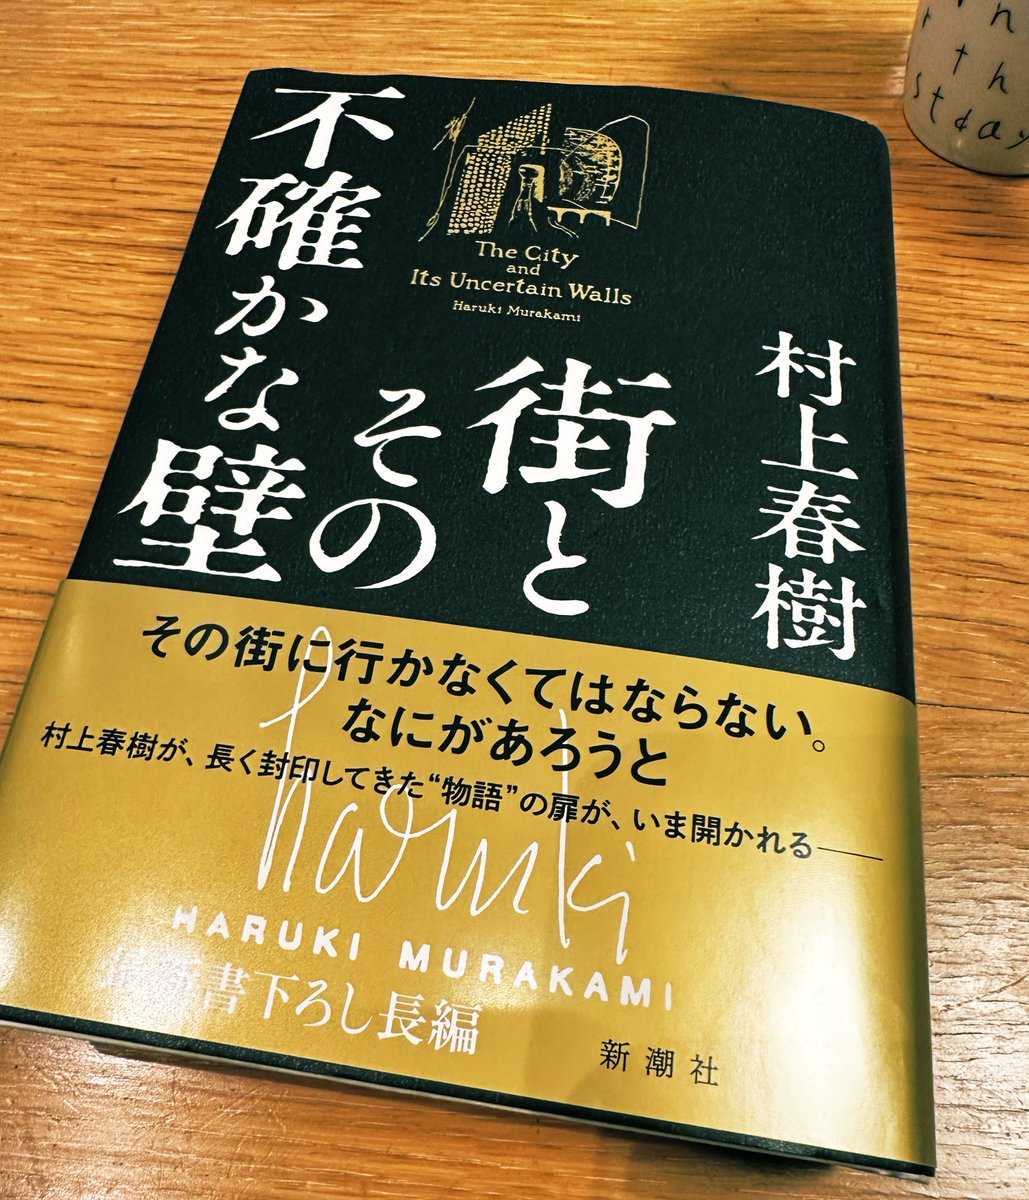 村上春樹
街と
その
不確かな壁
The City
and
Its Uncertain Walls
Haruki Murakami
その街に行かなくてはならない。
なにがあろうと
村上春樹が、長く封印してきた“物語”の扉が、いま開かれる——
haruki
HARUKI MURAKAMI
書下ろし長編
新潮社